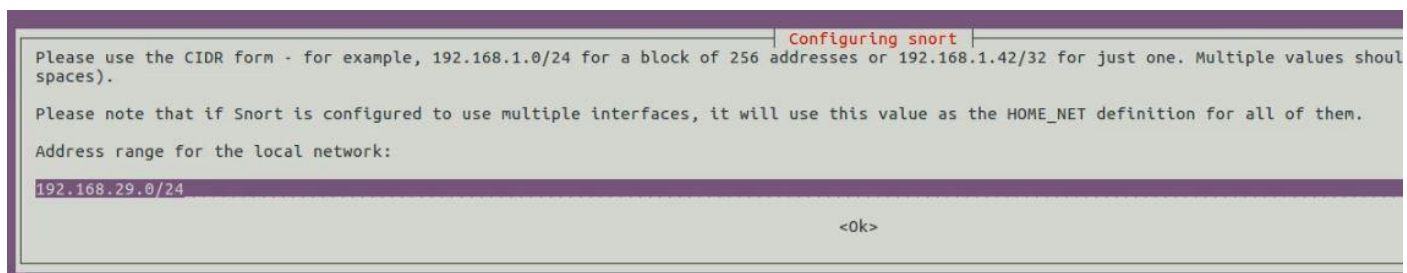 Configuring snort
Please use the CIDR form - for example, 192.168.1.0/24 for a block of 256 addresses or 192.168.1.42/32 for just one. Multiple values shoul
spaces).
Please note that if Snort is configured to use multiple interfaces, it will use this value as the HOME_NET definition for all of them.
Address range for the local network:
192.168.29.0/24
<Ok>